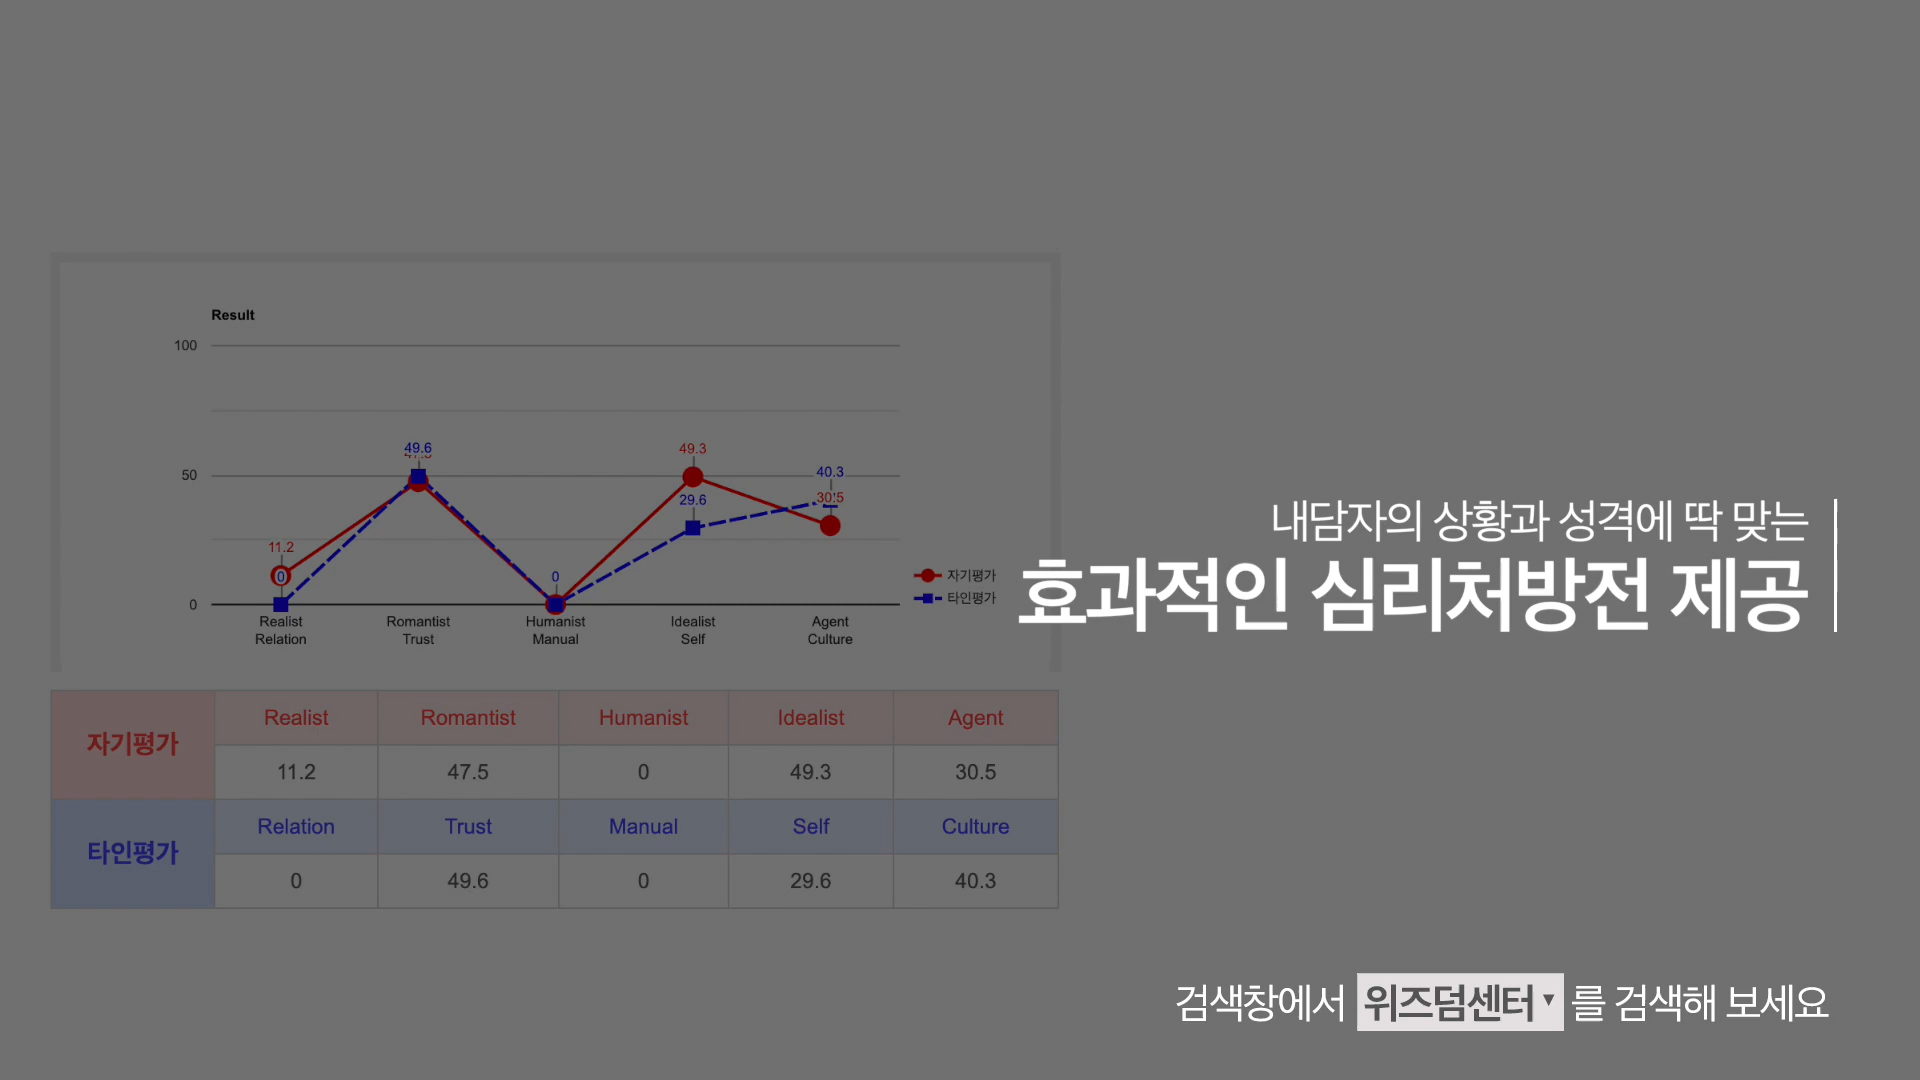 Result
100
50
0
11.2
0
49.6
47.5
0
49.3
29.6
40.3
30.5
Realist Relation
Romantist Trust
Humanist Manual
Idealist Self
Agent Culture
자기평가
타인평가
내담자의 상황과 성격에 딱 맞는
효과적인 심리처방전 제공
자기평가 Realist Romantist Humanist Idealist Agent
11.2 47.5 0 49.3 30.5
타인평가 Relation Trust Manual Self Culture
0 49.6 0 29.6 40.3
검색창에서 위즈덤센터 ▼ 를 검색해 보세요